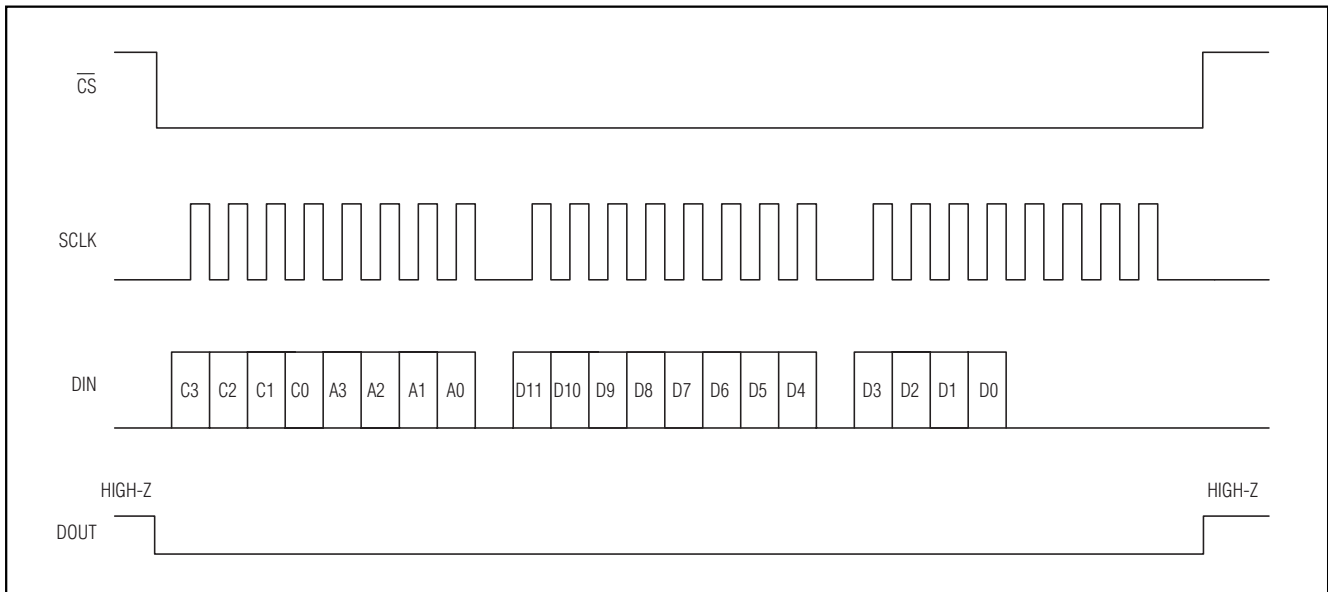 C̅S̅
SCLK
DIN C3 C2 C1 C0 A3 A2 A1 A0 D11 D10 D9 D8 D7 D6 D5 D4 D3 D2 D1 D0
HIGH-Z HIGH-Z
DOUT